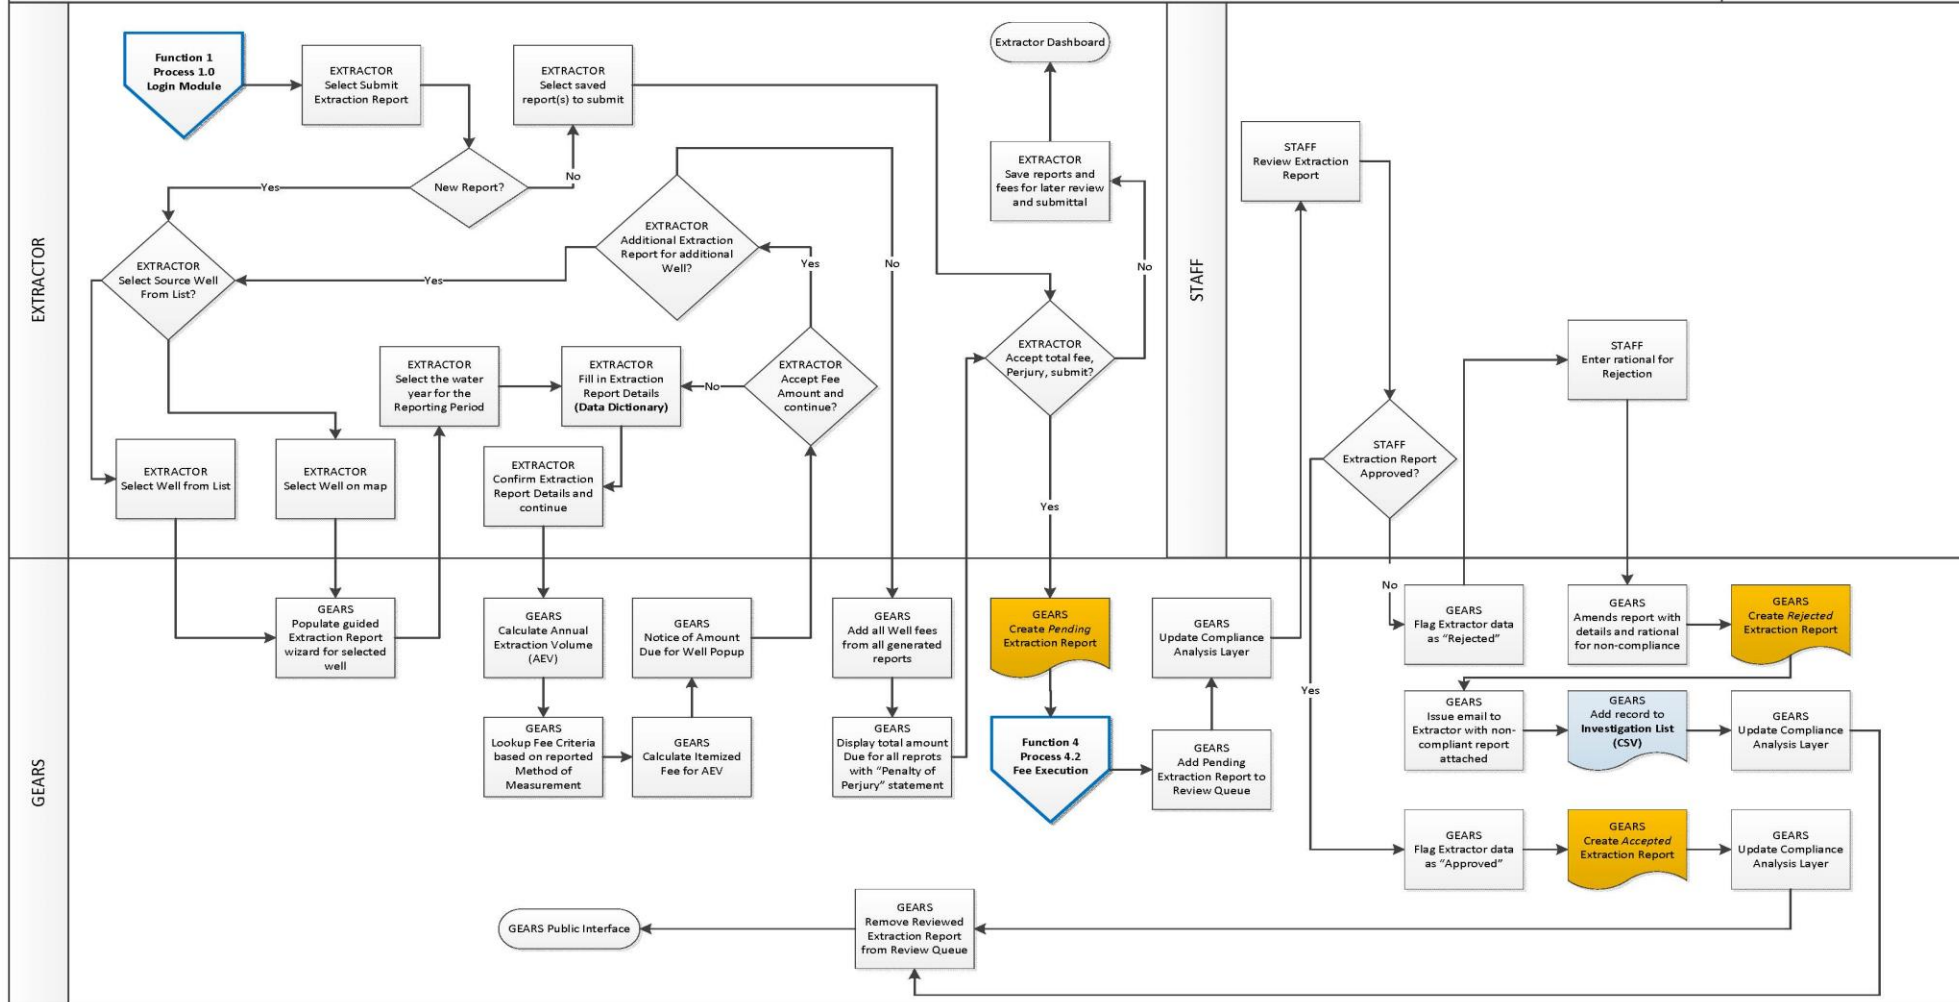 EXTRACTOR
Function 1
Process 1.0
Login Module
EXTRACTOR
Select Submit
Extraction Report
EXTRACTOR
Select saved
report(s) to submit
Extractor Dashboard
New Report?
Yes
No
EXTRACTOR
Save reports and
fees for later review
and submittal
EXTRACTOR
Additional Extraction
Report for additional
Well?
Yes
No
Yes
No
EXTRACTOR
Select Source Well
From List?
EXTRACTOR
Select the water
year for the
Reporting Period
EXTRACTOR
Fill in Extraction
Report Details
(Data Dictionary)
No
EXTRACTOR
Accept Fee
Amount and
continue?
EXTRACTOR
Accept total fee,
Perjury, submit?
Yes
EXTRACTOR
Select Well from List
EXTRACTOR
Select Well on map
EXTRACTOR
Confirm Extraction
Report Details and
continue
STAFF
STAFF
Review Extraction
Report
STAFF
Enter rational for
Rejection
STAFF
Extraction Report
Approved?
No
Yes
GEARS
GEARS
Populate guided
Extraction Report
wizard for selected
well
GEARS
Calculate Annual
Extraction Volume
(AEV)
GEARS
Notice of Amount
Due for Well Popup
GEARS
Add all Well fees
from all generated
reports
GEARS
Create Pending
Extraction Report
GEARS
Update Compliance
Analysis Layer
GEARS
Flag Extractor data
as “Rejected”
GEARS
Amends report with
details and rational
for non-compliance
GEARS
Create Rejected
Extraction Report
GEARS
Lookup Fee Criteria
based on reported
Method of
Measurement
GEARS
Calculate Itemized
Fee for AEV
GEARS
Display total amount
Due for all reprots
with “Penalty of
Perjury” statement
Function 4
Process 4.2
Fee Execution
GEARS
Add Pending
Extraction Report to
Review Queue
GEARS
Issue email to
Extractor with non-
compliant report
attached
GEARS
Add record to
Investigation List
(CSV)
GEARS
Update Compliance
Analysis Layer
GEARS
Flag Extractor data
as “Approved”
GEARS
Create Accepted
Extraction Report
GEARS
Update Compliance
Analysis Layer
GEARS Public Interface
GEARS
Remove Reviewed
Extraction Report
from Review Queue